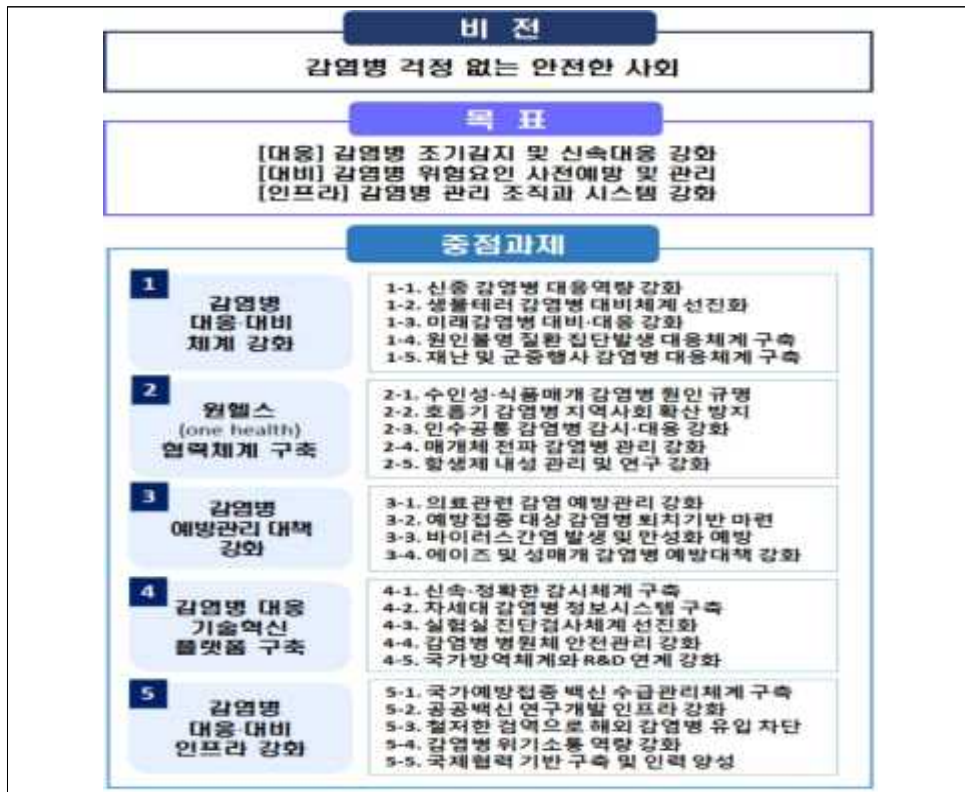 비 전
감염병 걱정 없는 안전한 사회
목 표
[대응] 감염병 조기감지 및 신속대응 강화
[대비] 감염병 위험요인 사전예방 및 관리
[인프라] 감염병 관리 조직과 시스템 강화
중점과제
1
감염병
대응·대비
체계 강화
1-1. 신종 감염병 대응역량 강화
1-2. 생물테러 감염병 대비체계 선진화
1-3. 미래감염병 대비·대응 강화
1-4. 원인불명 질환 집단발생 대응체계 구축
1-5. 재난 및 군중행사 감염병 대응체계 구축
2
원헬스
(one health)
협력체계 구축
2-1. 수인성·식품매개 감염병 원인 규명
2-2. 호흡기 감염병 지역사회 확산 방지
2-3. 인수공통 감염병 감시·대응 강화
2-4. 매개체 전파 감염병 관리 강화
2-5. 항생제 내성 관리 및 연구 강화
3
감염병
예방관리 대책
강화
3-1. 의료관련 감염 예방관리 강화
3-2. 예방접종 대상 감염병 퇴치기반 마련
3-3. 바이러스간염 발생 및 만성화 예방
3-4. 에이즈 및 성매개 감염병 예방대책 강화
4
감염병 대응
기술혁신
플랫폼 구축
4-1. 신속·정확한 감시체계 구축
4-2. 차세대 감염병 정보시스템 구축
4-3. 실험실 진단검사체계 선진화
4-4. 감염병 병원체 안전관리 강화
4-5. 국가방역체계와 R&D 연계 강화
5
감염병
대응·대비
인프라 강화
5-1. 국가예방접종 백신 수급관리체계 구축
5-2. 공공백신 연구개발 인프라 강화
5-3. 철저한 검역으로 해외 감염병 유입 차단
5-4. 감염병 위기소통 역량 강화
5-5. 국제협력 기반 구축 및 인력 양성